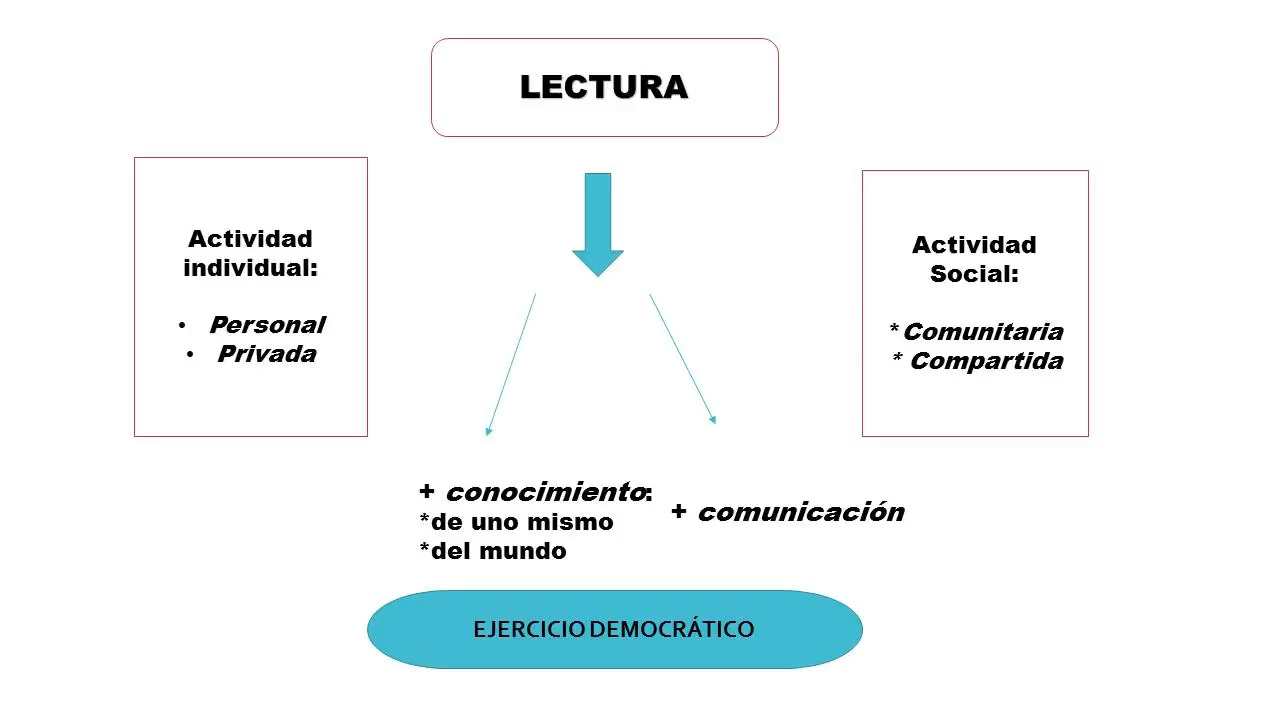 LECTURA
Actividad
individual:
• Personal
• Privada
Actividad
Social:
*Comunitaria
* Compartida
+ conocimiento:
*de uno mismo
*del mundo
+ comunicación
EJERCICIO DEMOCRÁTICO